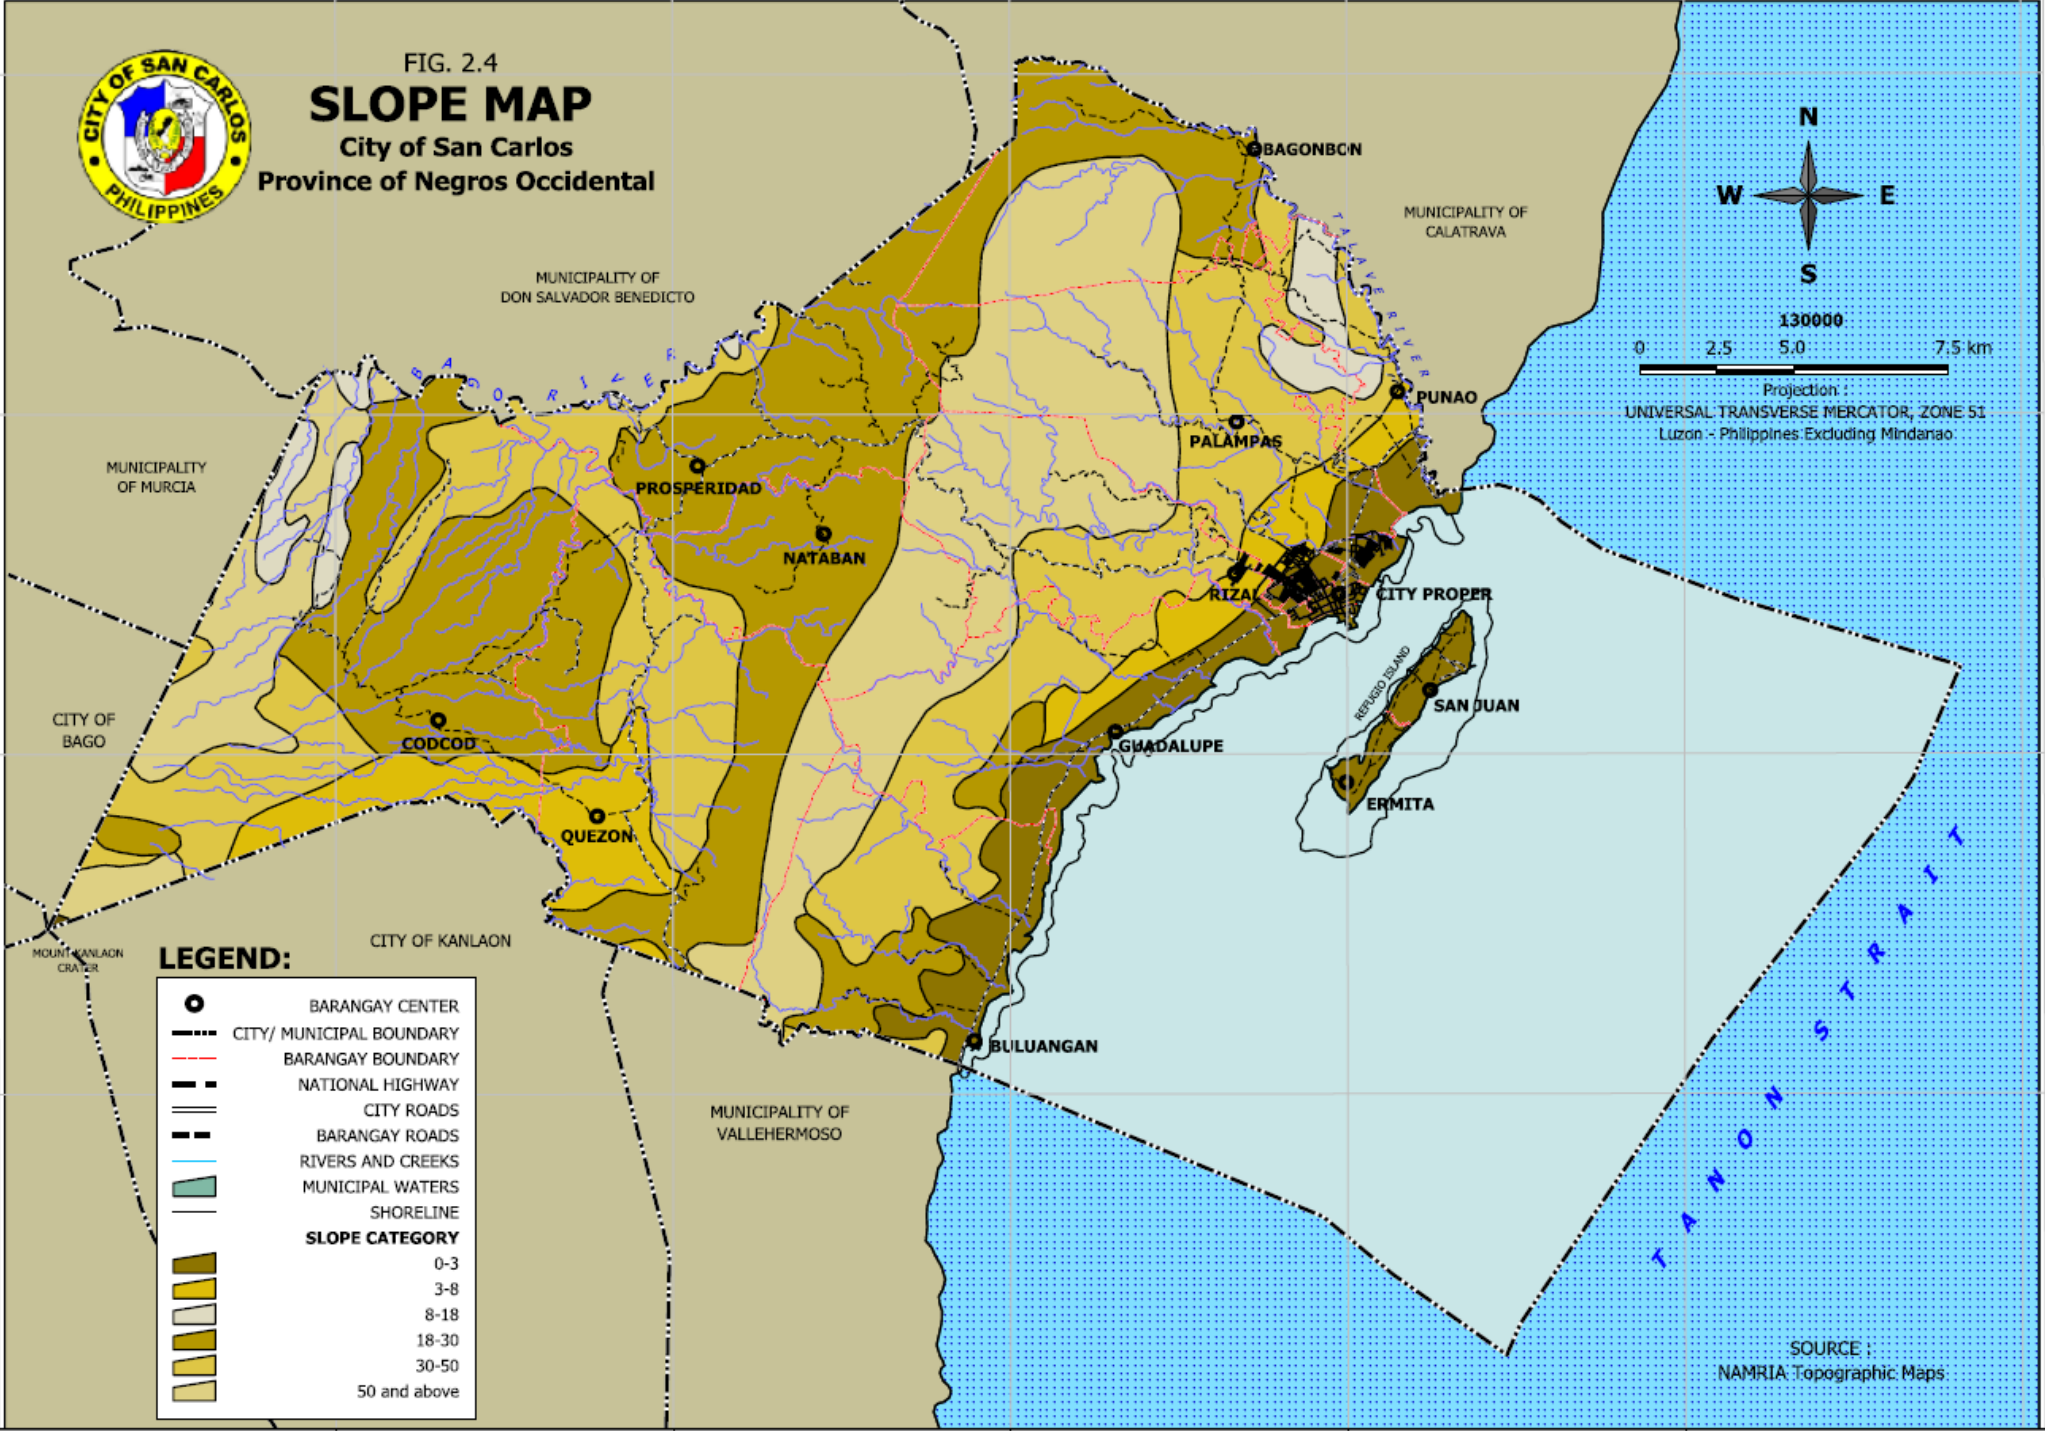 CITY OF SAN CARLOS
PHILIPPINES
FIG. 2.4
SLOPE MAP
City of San Carlos
Province of Negros Occidental
BAGONBON
N
W
E
S
MUNICIPALITY OF
CALATRAVA
TALAVE RIVER
MUNICIPALITY OF
DON SALVADOR BENEDICTO
130000
0 2.5 5.0 7.5 km
Projection :
UNIVERSAL TRANSVERSE MERCATOR, ZONE 51
Luzon - Philippines Excluding Mindanao
BAGO RIVER
PUNAO
PALAMPAS
MUNICIPALITY
OF MURCIA
PROSPERIDAD
NATABAN
RIZAL
CITY PROPER
REFUGIO ISLAND
SAN JUAN
CITY OF
BAGO
CODCOD
GUADALUPE
ERMITA
QUEZON
TANON STRAIT
MOUNT KANLAON
CRATER
CITY OF KANLAON
BULUANGAN
MUNICIPALITY OF
VALLEHERMOSO
LEGEND:
BARANGAY CENTER
CITY/ MUNICIPAL BOUNDARY
BARANGAY BOUNDARY
NATIONAL HIGHWAY
CITY ROADS
BARANGAY ROADS
RIVERS AND CREEKS
MUNICIPAL WATERS
SHORELINE
SLOPE CATEGORY
0-3
3-8
8-18
18-30
30-50
50 and above
SOURCE :
NAMRIA Topographic Maps